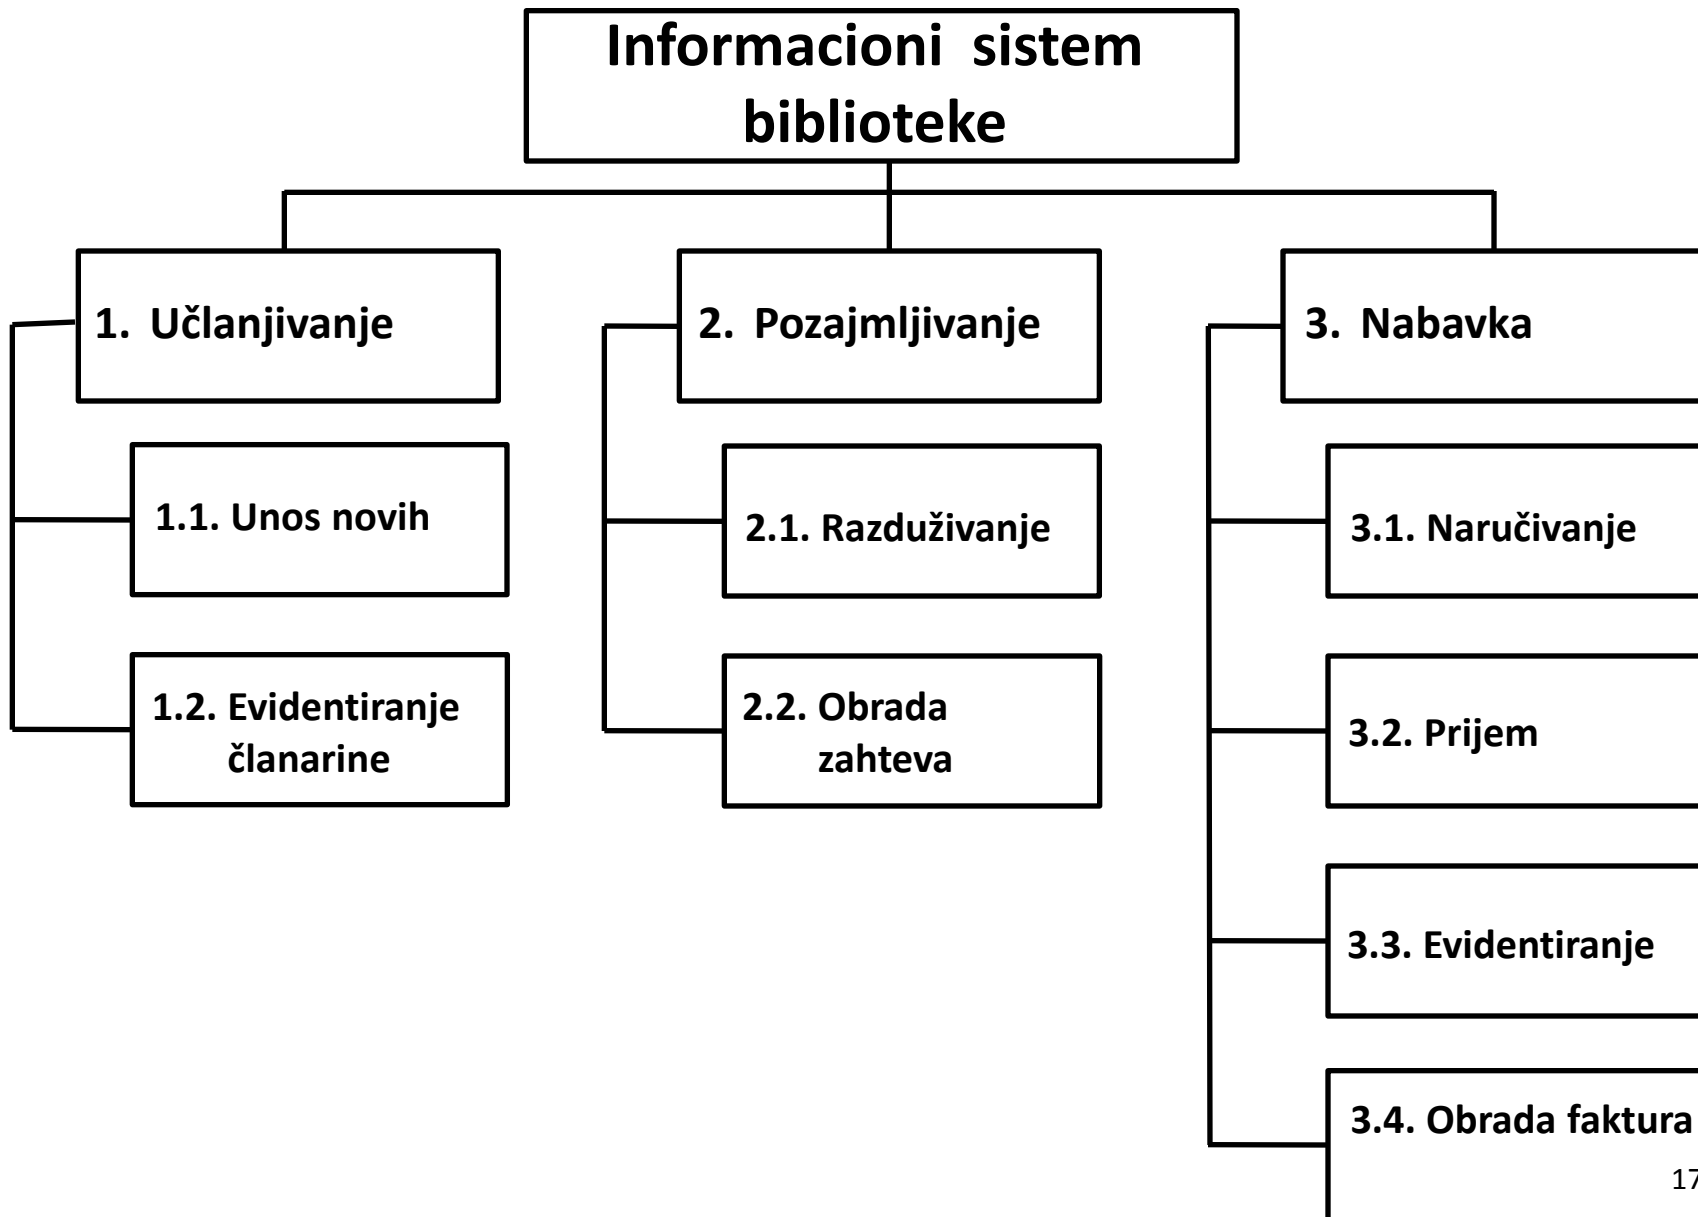 Informacioni sistem
biblioteke
1. Učlanjivanje
1.1. Unos novih
1.2. Evidentiranje
članarine
2. Pozajmljivanje
2.1. Razduživanje
2.2. Obrada
zahteva
3. Nabavka
3.1. Naručivanje
3.2. Prijem
3.3. Evidentiranje
3.4. Obrada faktura
17